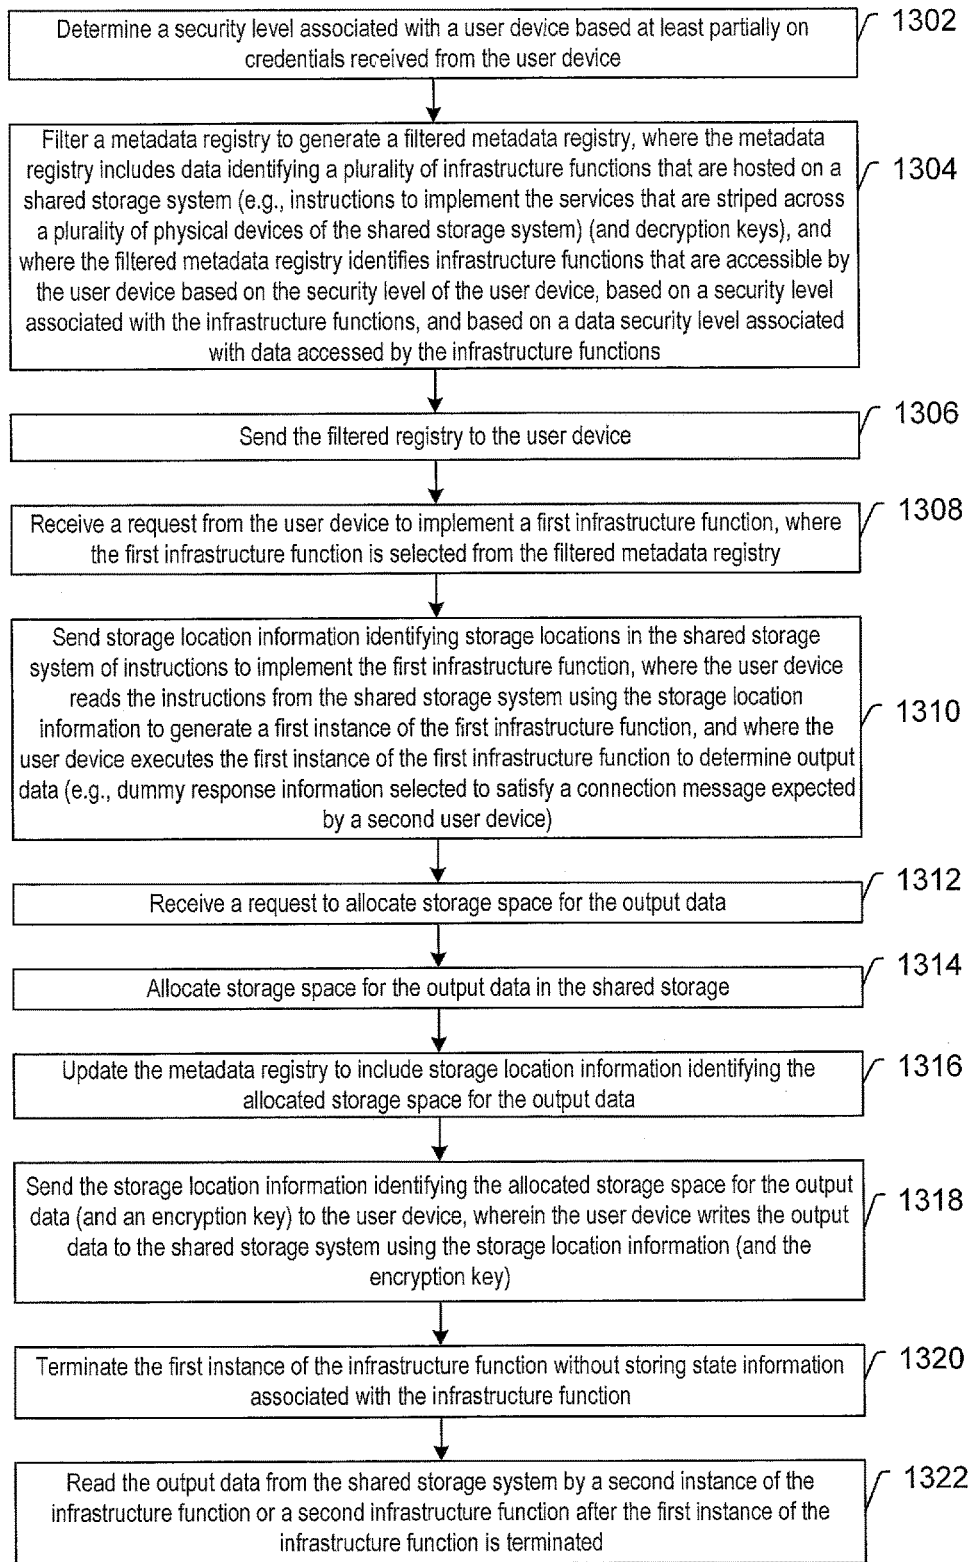 Determine a security level associated with a user device based at least partially on
credentials received from the user device
1302
Filter a metadata registry to generate a filtered metadata registry, where the metadata
registry includes data identifying a plurality of infrastructure functions that are hosted on a
shared storage system (e.g., instructions to implement the services that are striped across
a plurality of physical devices of the shared storage system) (and decryption keys), and
where the filtered metadata registry identifies infrastructure functions that are accessible by
the user device based on the security level of the user device, based on a security level
associated with the infrastructure functions, and based on a data security level associated
with data accessed by the infrastructure functions
1304
Send the filtered registry to the user device
1306
Receive a request from the user device to implement a first infrastructure function, where
the first infrastructure function is selected from the filtered metadata registry
1308
Send storage location information identifying storage locations in the shared storage
system of instructions to implement the first infrastructure function, where the user device
reads the instructions from the shared storage system using the storage location
information to generate a first instance of the first infrastructure function, and where the
user device executes the first instance of the first infrastructure function to determine output
data (e.g., dummy response information selected to satisfy a connection message expected
by a second user device)
1310
Receive a request to allocate storage space for the output data
1312
Allocate storage space for the output data in the shared storage
1314
Update the metadata registry to include storage location information identifying the
allocated storage space for the output data
1316
Send the storage location information identifying the allocated storage space for the output
data (and an encryption key) to the user device, wherein the user device writes the output
data to the shared storage system using the storage location information (and the
encryption key)
1318
Terminate the first instance of the infrastructure function without storing state information
associated with the infrastructure function
1320
Read the output data from the shared storage system by a second instance of the
infrastructure function or a second infrastructure function after the first instance of the
infrastructure function is terminated
1322